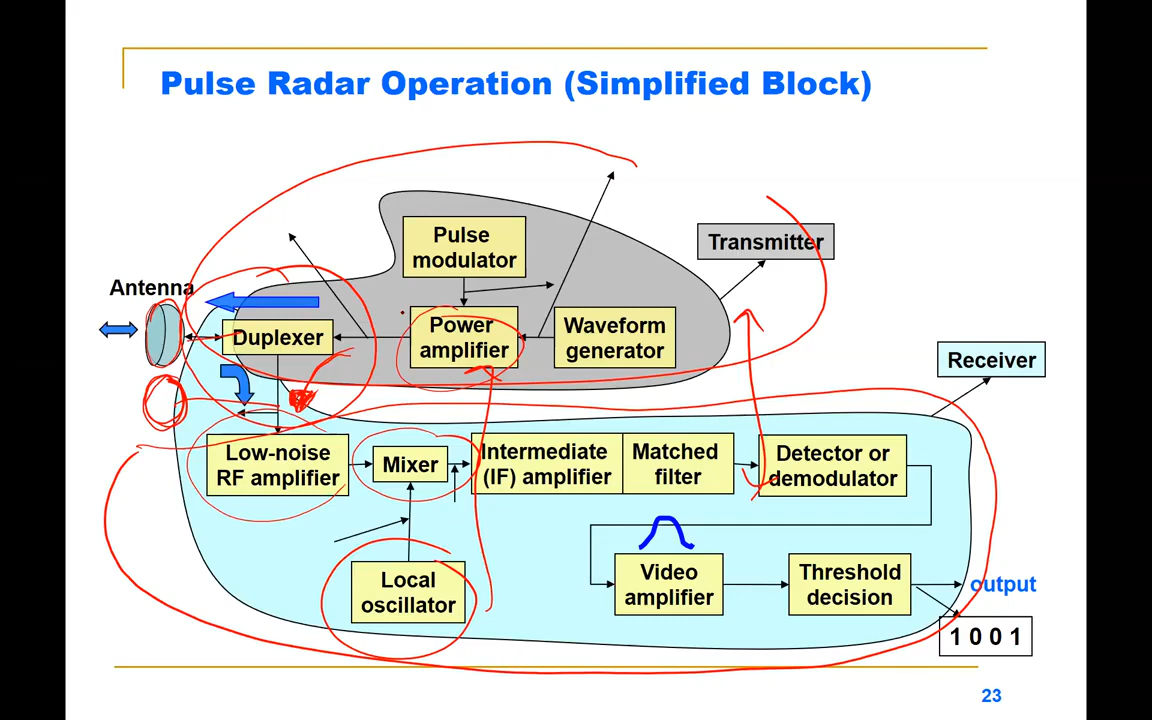 Pulse Radar Operation (Simplified Block)
Pulse
modulator
Transmitter
Antenna
Duplexer
Power
amplifier
Waveform
generator
Receiver
Low-noise
RF amplifier
Mixer
Intermediate
(IF) amplifier
Matched
filter
Detector or
demodulator
Local
oscillator
Video
amplifier
Threshold
decision
output
1 0 0 1
23